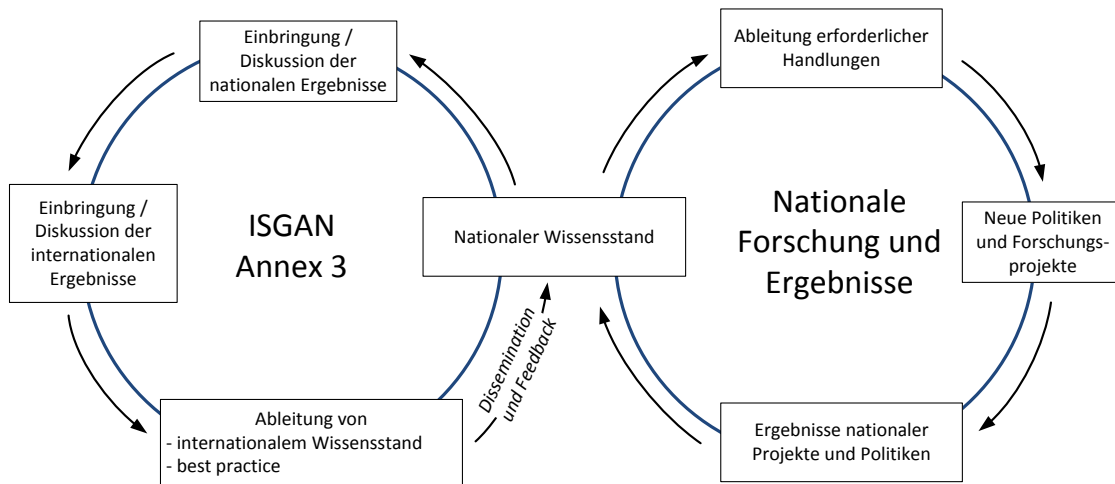 Einbringung /
Diskussion der
nationalen Ergebnisse
Einbringung /
Diskussion der
internationalen
Ergebnisse
ISGAN
Annex 3
Ableitung von
- internationalem Wissensstand
- best practice
Dissemination
und Feedback
Nationaler Wissensstand
Ableitung erforderlicher
Handlungen
Nationale
Forschung und
Ergebnisse
Neue Politiken
und Forschungs-
projekte
Ergebnisse nationaler
Projekte und Politiken